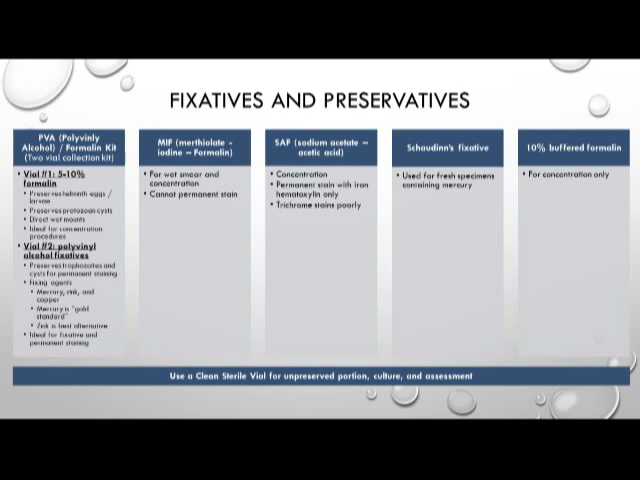 FIXATIVES AND PRESERVATIVES
PVA (Polyvinly
Alcohol) / Formalin Kit
(Two vial collection kit)
• Vial #1: 5-10%
formalin
• Preserves helminth eggs /
larvae
• Preserves protozoan cysts
• Direct wet mounts
• Ideal for concentration
procedures
• Vial #2: polyvinyl
alcohol fixatives
• Preserves trophozoites and
cysts for permanent staining
• Fixing agents
• Mercury, zink, and
copper
• Mercury is "gold
standard"
• Zink is best alternative
• Ideal for fixative and
permanent staining
MIF (merthiolate -
iodine – Formalin)
• For wet smear and
concentration
• Cannot permanent stain
SAF (sodium acetate –
acetic acid)
• Concentration
• Permanent stain with iron
hematoxylin only
• Trichrome stains poorly
Schaudinn's fixative
• Used for fresh specimens
containing mercury
10% buffered formalin
• For concentration only
Use a Clean Sterile Vial for unpreserved portion, culture, and assessment